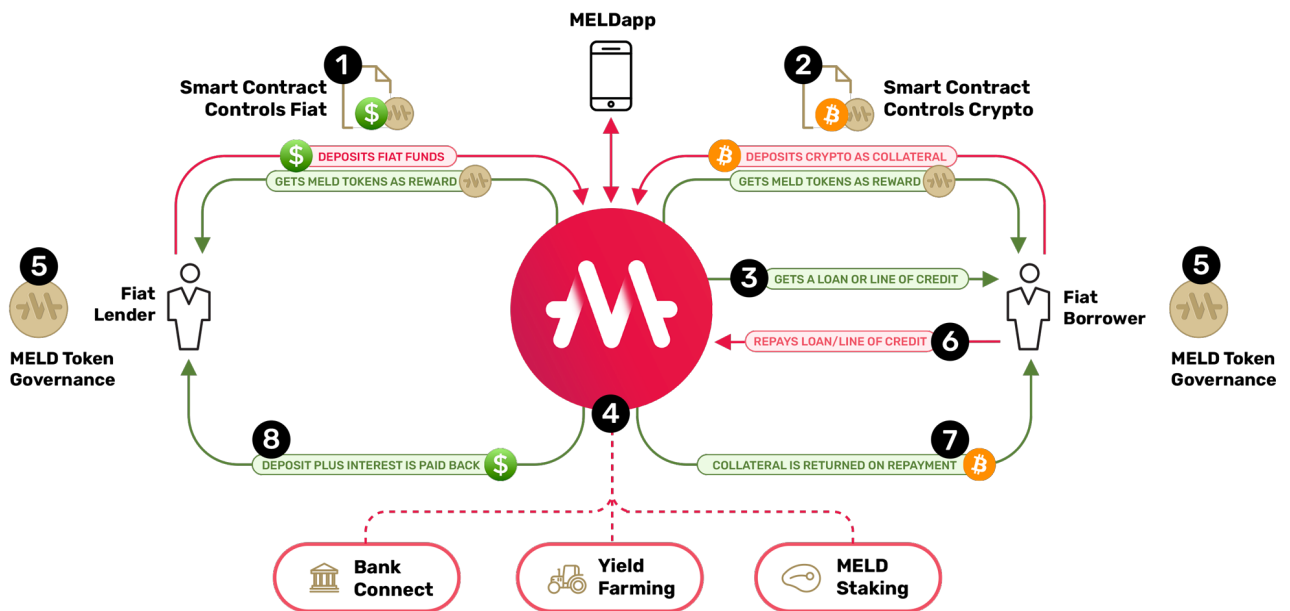 MELDapp
1
Smart Contract
Controls Fiat
$
2
Smart Contract
Controls Crypto
₿
$
DEPOSITS FIAT FUNDS
GETS MELD TOKENS AS REWARD
₿
DEPOSITS CRYPTO AS COLLATERAL
GETS MELD TOKENS AS REWARD
5
MELD Token
Governance
Fiat
Lender
3
GETS A LOAN OR LINE OF CREDIT
REPAYS LOAN/LINE OF CREDIT
6
Fiat
Borrower
5
MELD Token
Governance
4
8
DEPOSIT PLUS INTEREST IS PAID BACK
$
7
COLLATERAL IS RETURNED ON REPAYMENT
₿
Bank
Connect
Yield
Farming
MELD
Staking